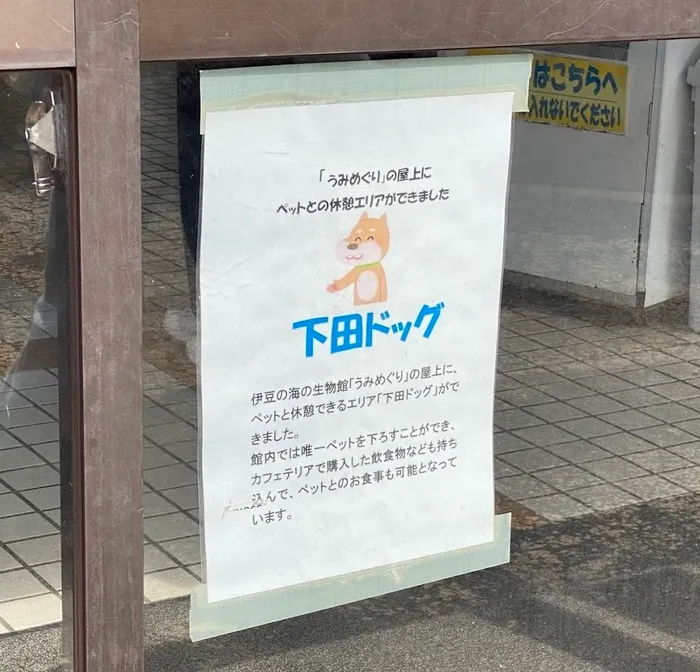 はこちらへ
入れないでください
「うみめぐり」の屋上に
ペットとの休憩エリアができました
下田ドッグ
伊豆の海の生物館「うみめぐり」の屋上に、
ペットと休憩できるエリア「下田ドッグ」がで
きました。
館内では唯一ペットを下ろすことができ、
カフェテリアで購入した飲食物なども持ち
込んで、ペットとのお食事も可能となって
います。